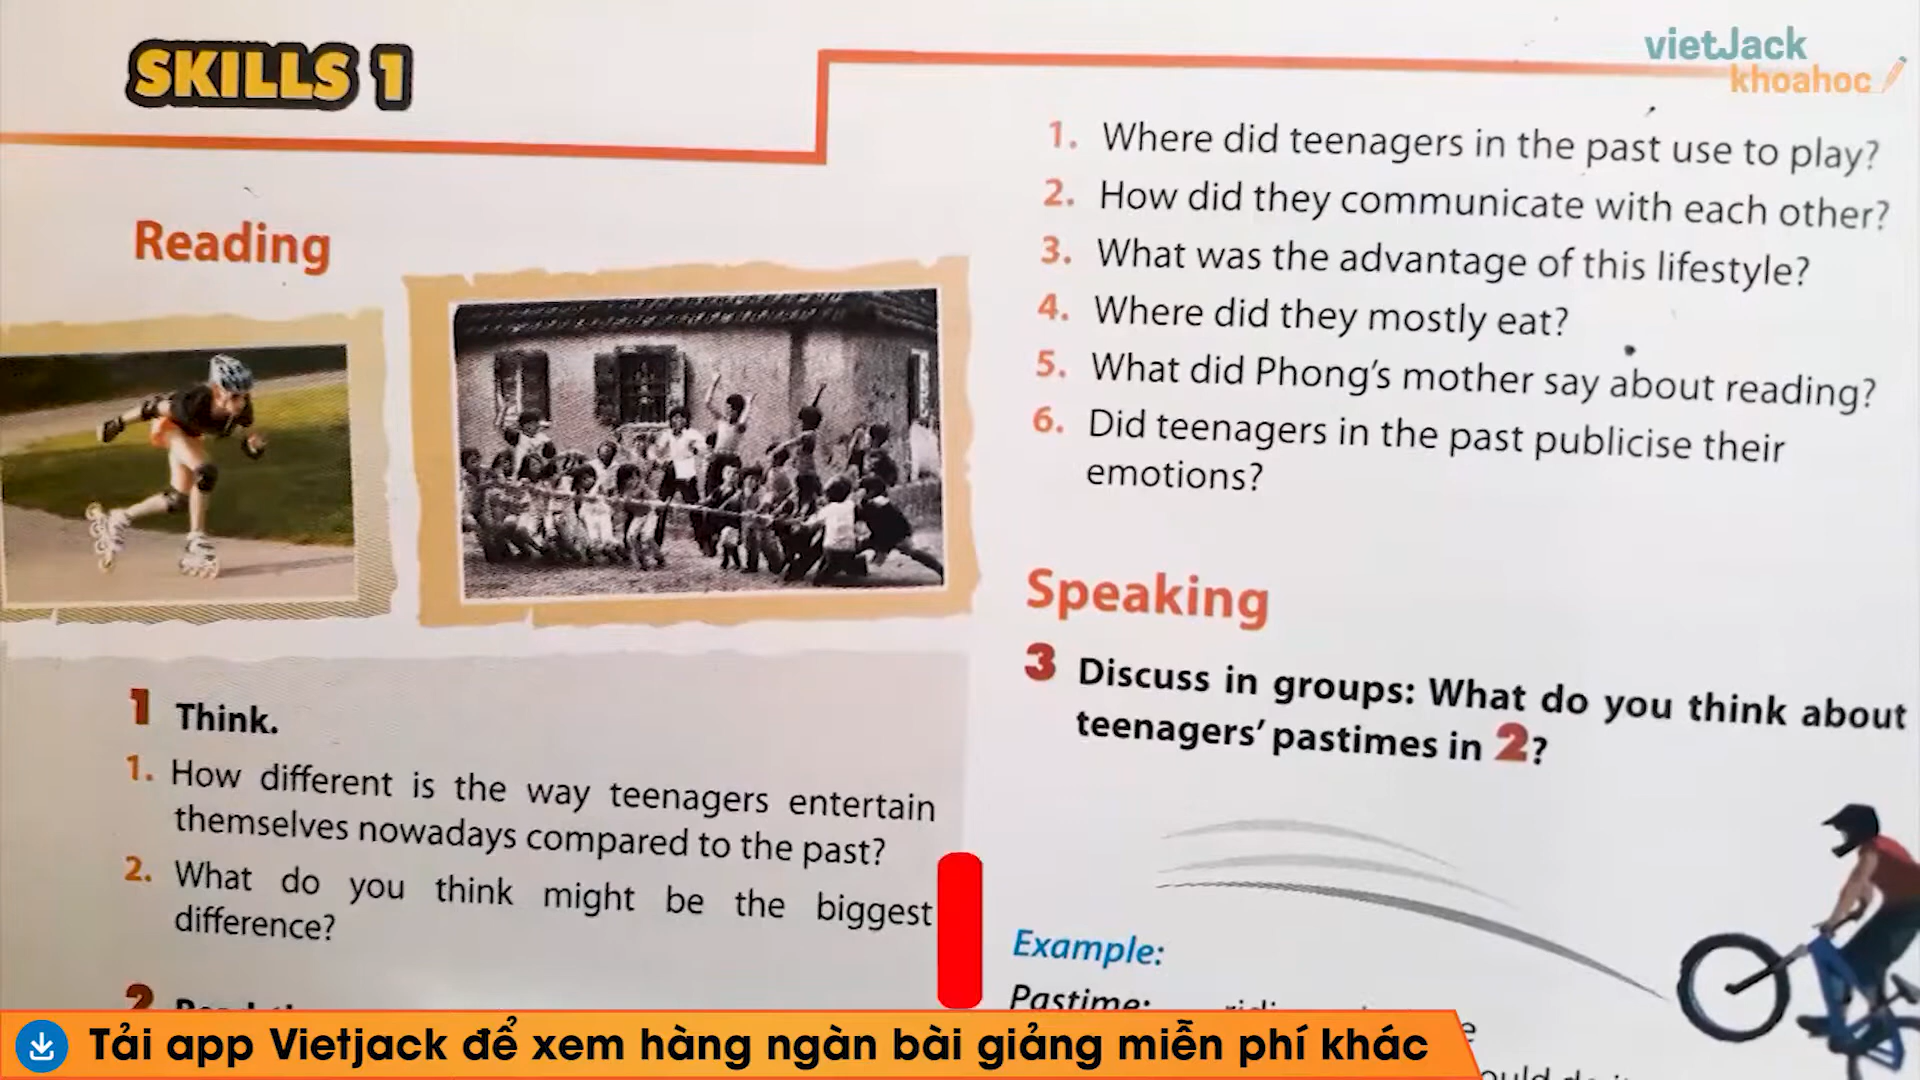 SKILLS 1
vietJack
khoahoc
Reading
1 Think.
1. How different is the way teenagers entertain
themselves nowadays compared to the past?
2. What do you think might be the biggest
difference?
2
1. Where did teenagers in the past use to play?
2. How did they communicate with each other?
3. What was the advantage of this lifestyle?
4. Where did they mostly eat?
5. What did Phong's mother say about reading?
6. Did teenagers in the past publicise their
emotions?
Speaking
3 Discuss in groups: What do you think about
teenagers' pastimes in 2?
Example:
Pastime:
Tải app Vietjack để xem hàng ngàn bài giảng miễn phí khác